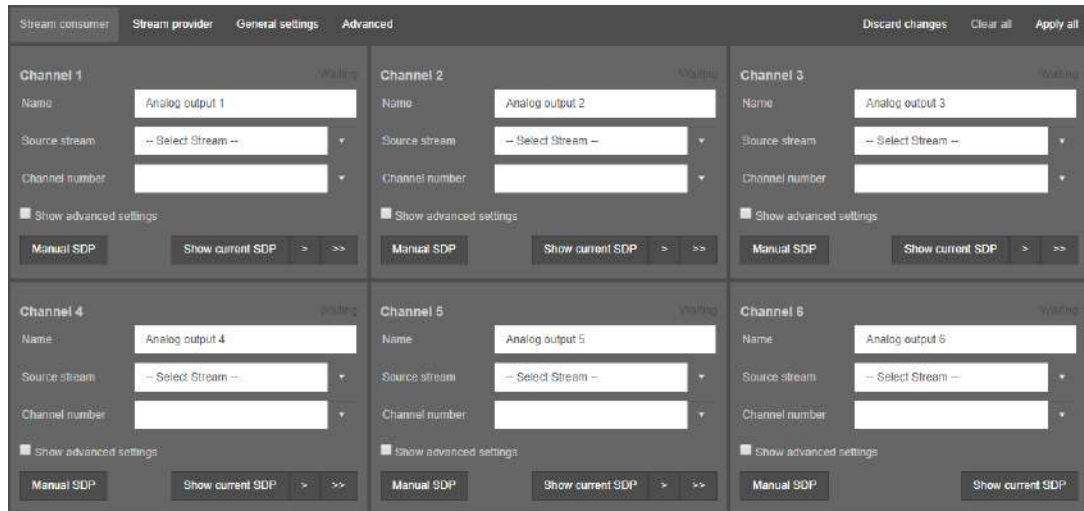 Stream consumer Stream provider General settings Advanced Discard changes Clear all Apply all
Channel 1 Waiting Channel 2 Waiting Channel 3 Waiting
Name Analog output 1 Name Analog output 2 Name Analog output 3
Source stream -- Select Stream -- Source stream -- Select Stream -- Source stream -- Select Stream --
Channel number Channel number Channel number
Show advanced settings Show advanced settings Show advanced settings
Manual SDP Show current SDP > >> Manual SDP Show current SDP > >> Manual SDP Show current SDP > >>
Channel 4 Waiting Channel 5 Waiting Channel 6 Waiting
Name Analog output 4 Name Analog output 5 Name Analog output 6
Source stream -- Select Stream -- Source stream -- Select Stream -- Source stream -- Select Stream --
Channel number Channel number Channel number
Show advanced settings Show advanced settings Show advanced settings
Manual SDP Show current SDP > >> Manual SDP Show current SDP > >> Manual SDP Show current SDP